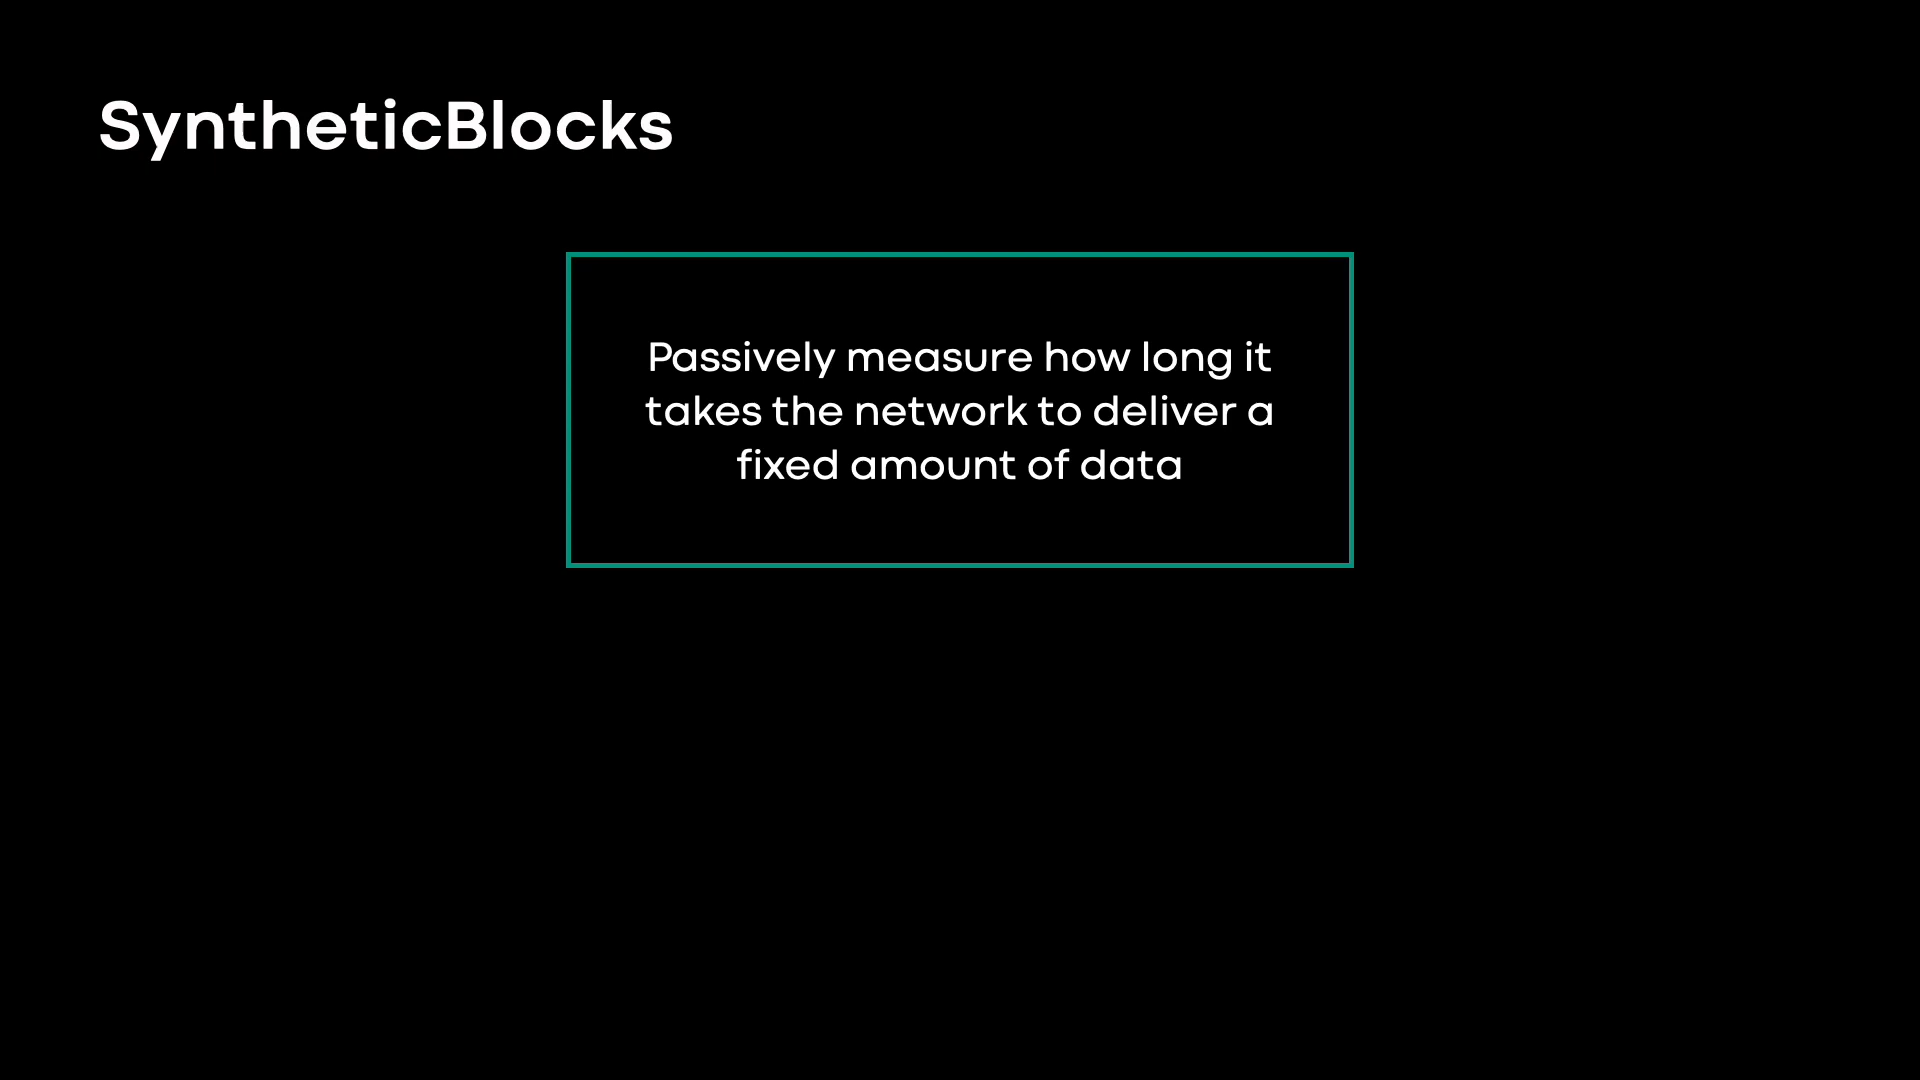 SyntheticBlocks
Passively measure how long it
takes the network to deliver a
fixed amount of data